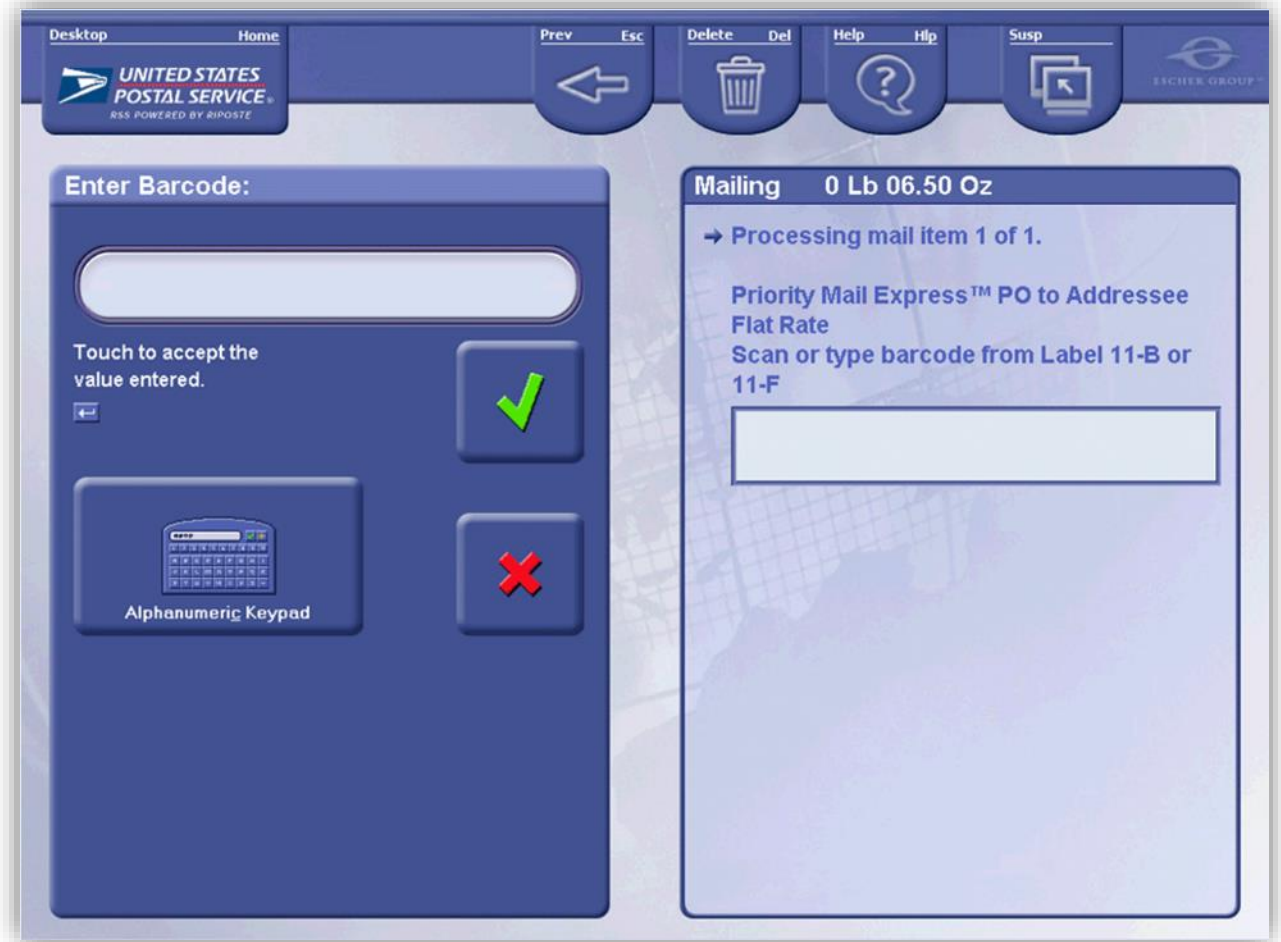 Desktop Home
UNITED STATES
POSTAL SERVICE®
RSS POWERED BY RIPOSTE
Prev Esc
Delete Del
Help Hlp
Susp
ESCHER GROUP™
Enter Barcode:
Touch to accept the
value entered.
Alphanumeric Keypad
Mailing 0 Lb 06.50 Oz
Processing mail item 1 of 1.
Priority Mail Express™ PO to Addressee
Flat Rate
Scan or type barcode from Label 11-B or
11-F